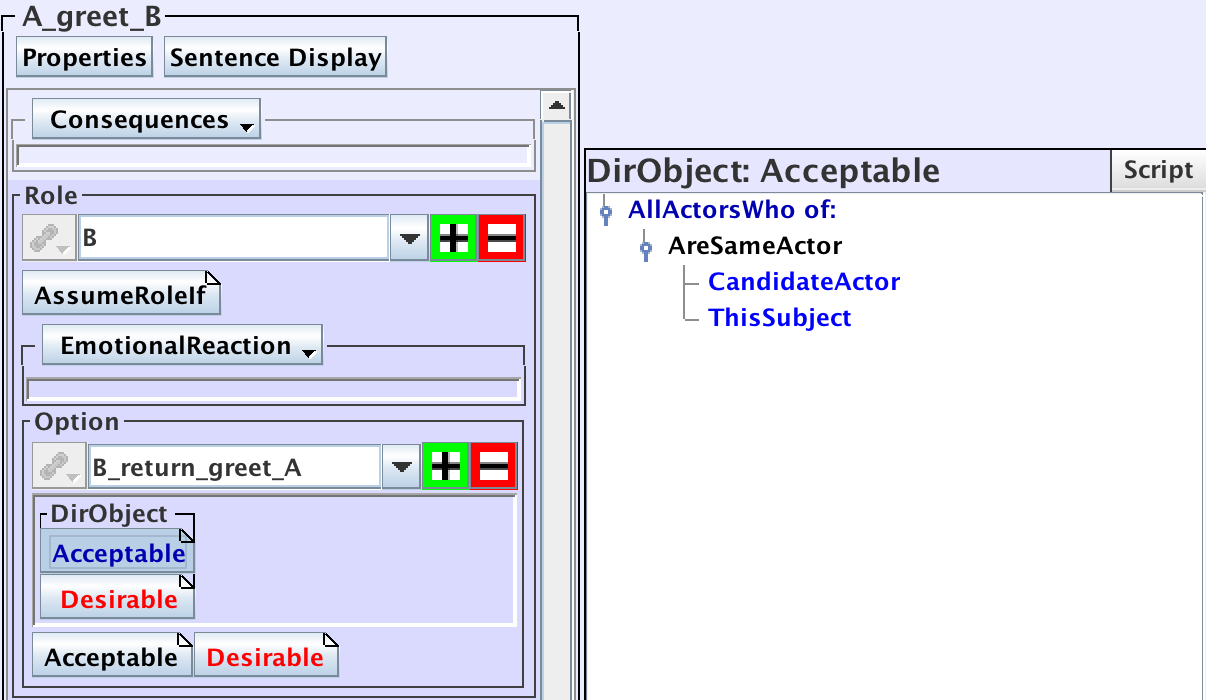 A_greet_B
Properties
Sentence Display
Consequences
Role
B
AssumeRoleIf
EmotionalReaction
Option
B_return_greet_A
DirObject
Acceptable
Desirable
Acceptable
Desirable
DirObject: Acceptable
Script
AllActorsWho of:
AreSameActor
CandidateActor
ThisSubject